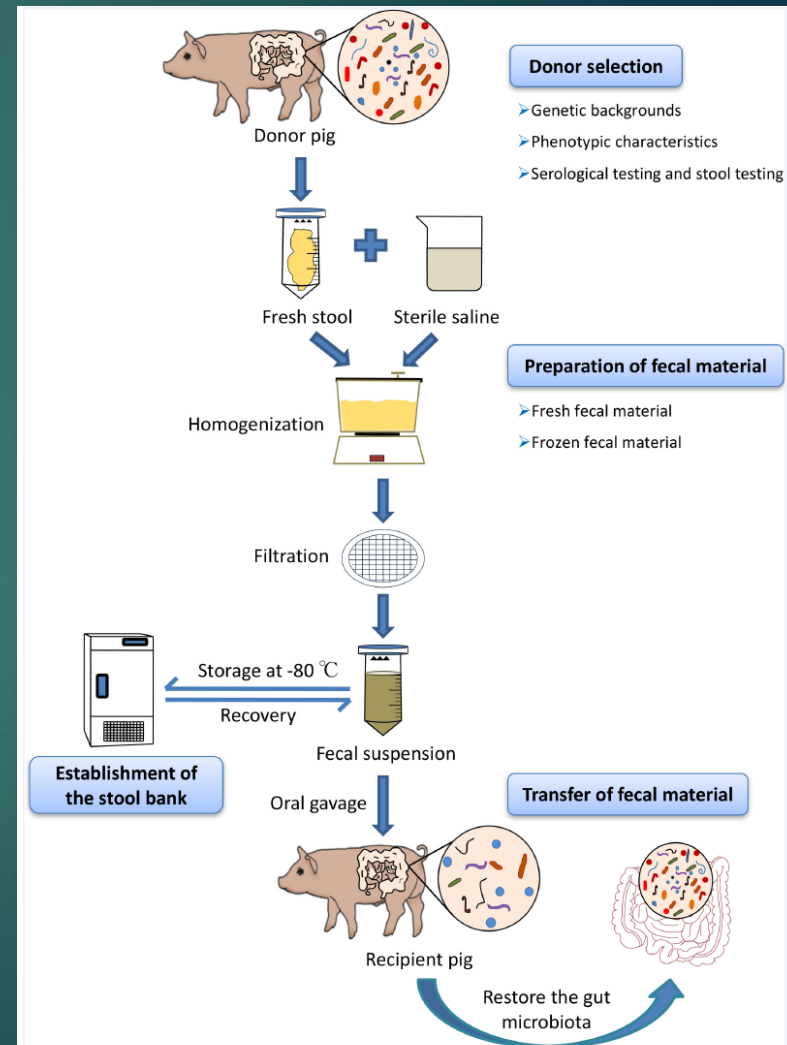 Donor pig
Donor selection
➢Genetic backgrounds
➢Phenotypic characteristics
➢Serological testing and stool testing
Fresh stool
Sterile saline
Preparation of fecal material
➢Fresh fecal material
➢Frozen fecal material
Homogenization
Filtration
Storage at -80 ℃
Recovery
Fecal suspension
Establishment of
the stool bank
Oral gavage
Transfer of fecal material
Recipient pig
Restore the gut
microbiota